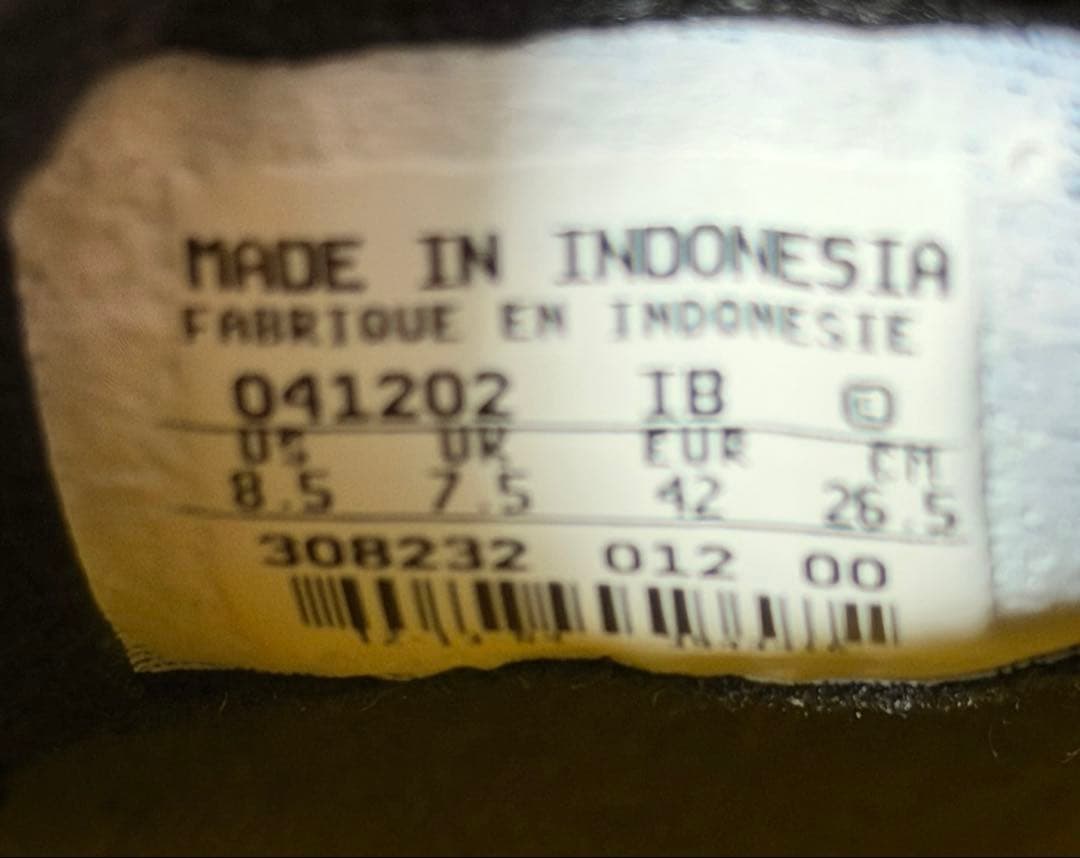 MADE IN INDONESIA
FABRIQUE EN INDONESIE
041202 IB D
US UK EUR CM
8.5 7.5 42 26.5
308232 012 00